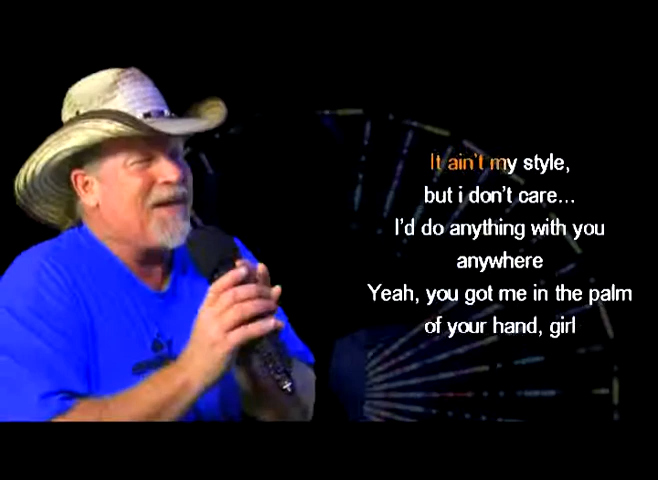 It ain't my style,
but i don't care...
I'd do anything with you
anywhere
Yeah, you got me in the palm
of your hand, girl